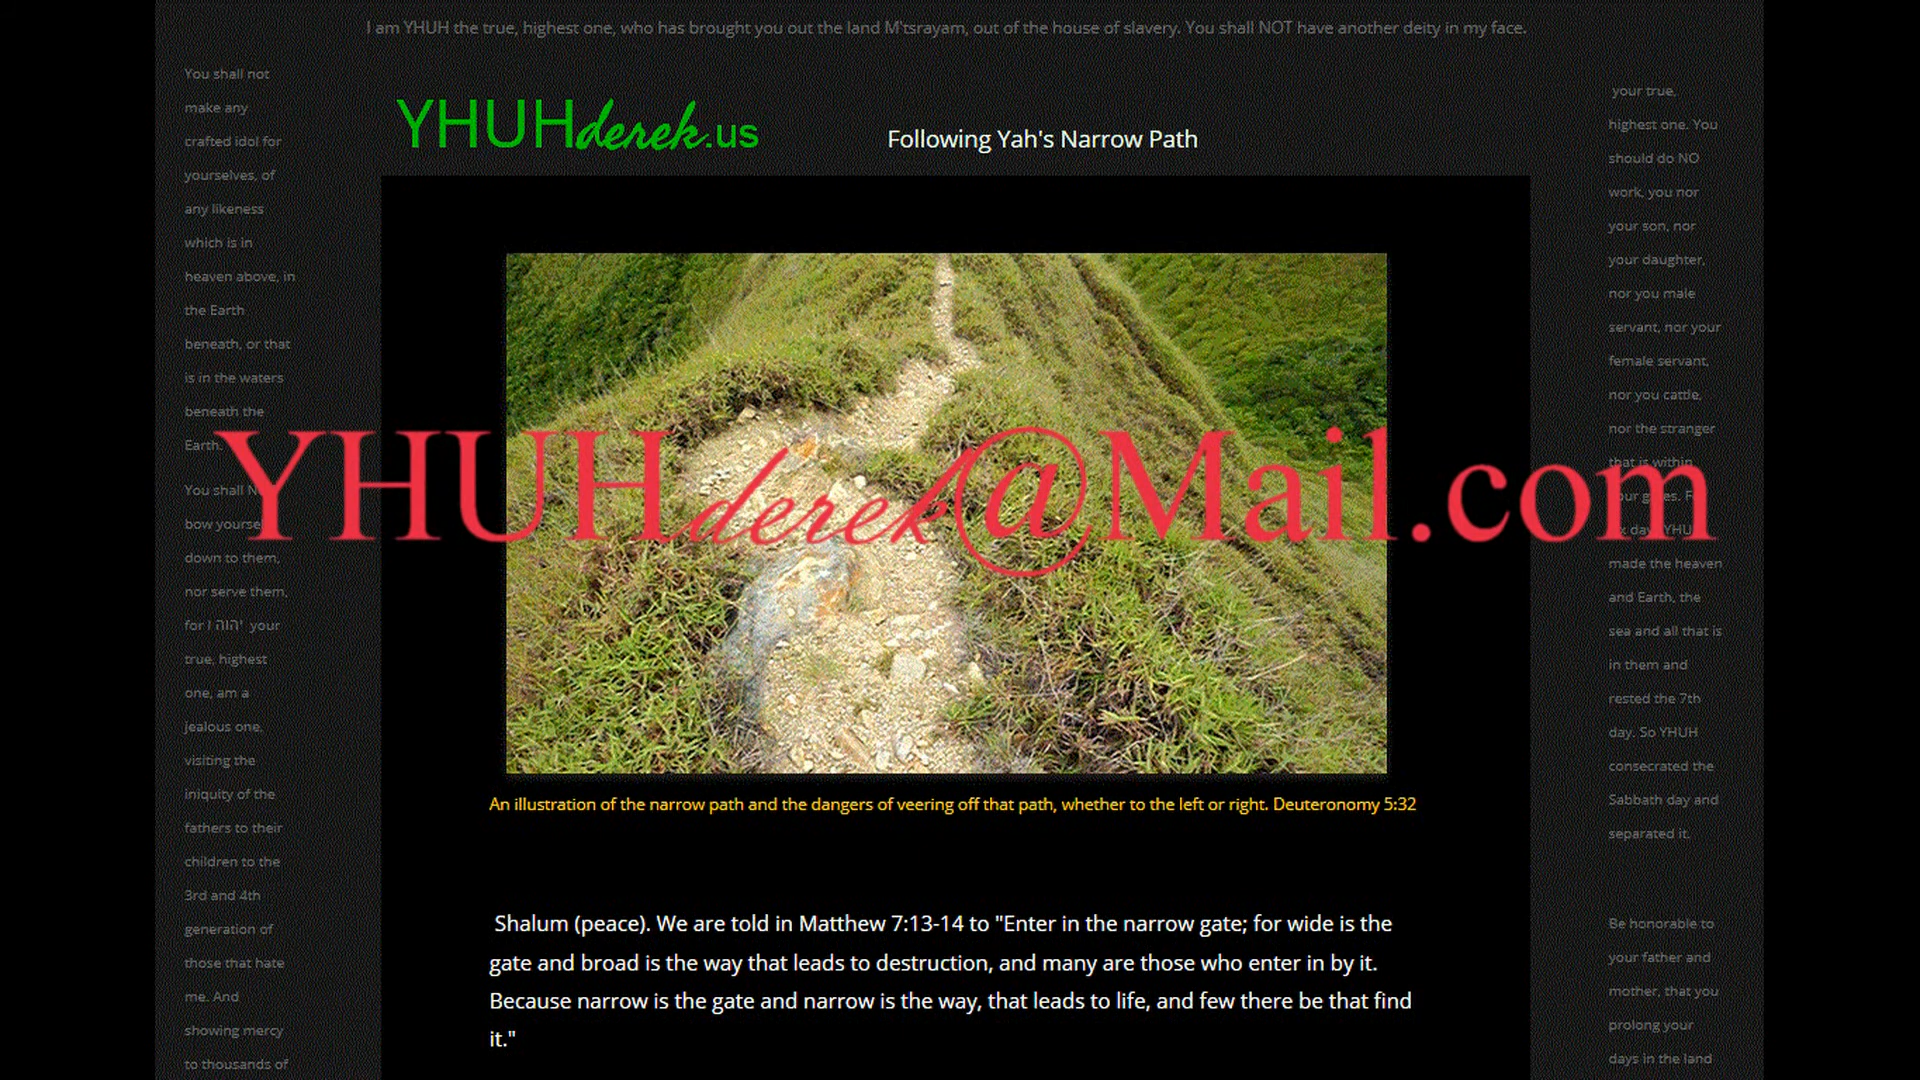 I am YHUH the true, highest one, who has brought you out the land M'tsrayam, out of the house of slavery. You shall NOT have another deity in my face.
YHUHderek.us
Following Yah's Narrow Path
You shall not
make any
crafted idol for
yourselves, of
any likeness
which is in
heaven above, in
the Earth
beneath, or that
is in the waters
beneath the
Earth.
You shall
bow
down to them,
nor serve them,
for I יהוה your
true, highest
one, am a
jealous one,
visiting the
iniquity of the
fathers to their
children to the
3rd and 4th
generation of
those that hate
me. And
showing mercy
to thousands of
YHUHderek@Mail.com
An illustration of the narrow path and the dangers of veering off that path, whether to the left or right. Deuteronomy 5:32
Shalum (peace). We are told in Matthew 7:13-14 to "Enter in the narrow gate; for wide is the
gate and broad is the way that leads to destruction, and many are those who enter in by it.
Because narrow is the gate and narrow is the way, that leads to life, and few there be that find
it."
your true,
highest one. You
should do NO
work, you nor
your son, nor
your daughter,
nor you male
servant, nor your
female servant,
nor you cattle,
nor the stranger
that is within
YHUH
made the heaven
and Earth, the
sea and all that is
in them and
rested the 7th
day. So YHUH
consecrated the
Sabbath day and
separated it.
Be honorable to
your father and
mother, that you
prolong your
days in the land